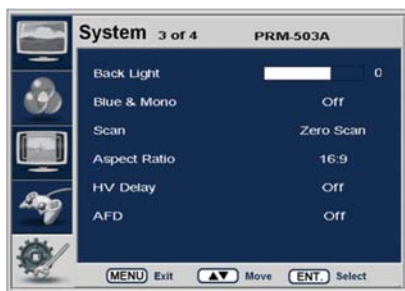 System 3 of 4 PRM-503A
Back Light 0
Blue & Mono Off
Scan Zero Scan
Aspect Ratio 16:9
HV Delay Off
AFD Off
MENU Exit ▲▼ Move ENT. Select